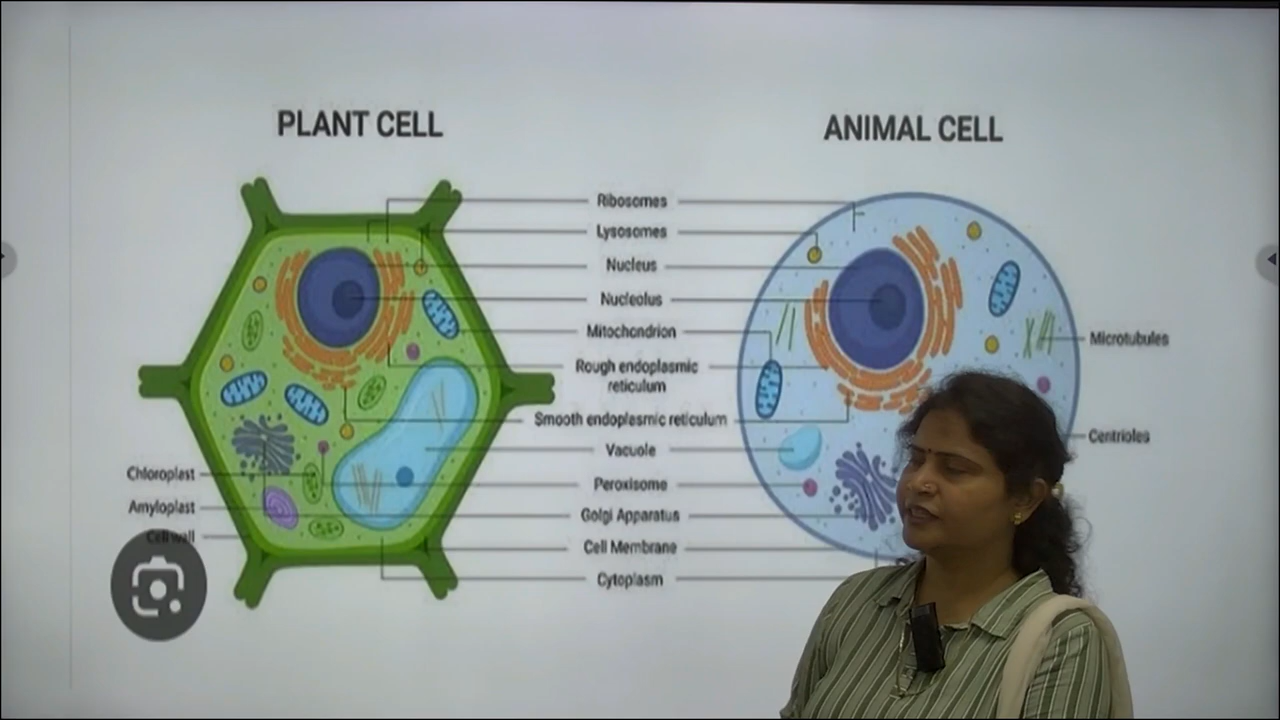 PLANT CELL
ANIMAL CELL
Ribosomes
Lysosomes
Nucleus
Nucleolus
Mitochondrion
Rough endoplasmic
reticulum
Smooth endoplasmic reticulum
Vacuole
Peroxisome
Golgi Apparatus
Cell Membrane
Cytoplasm
Chloroplast
Amyloplast
Cell wall
Microtubules
Centrioles